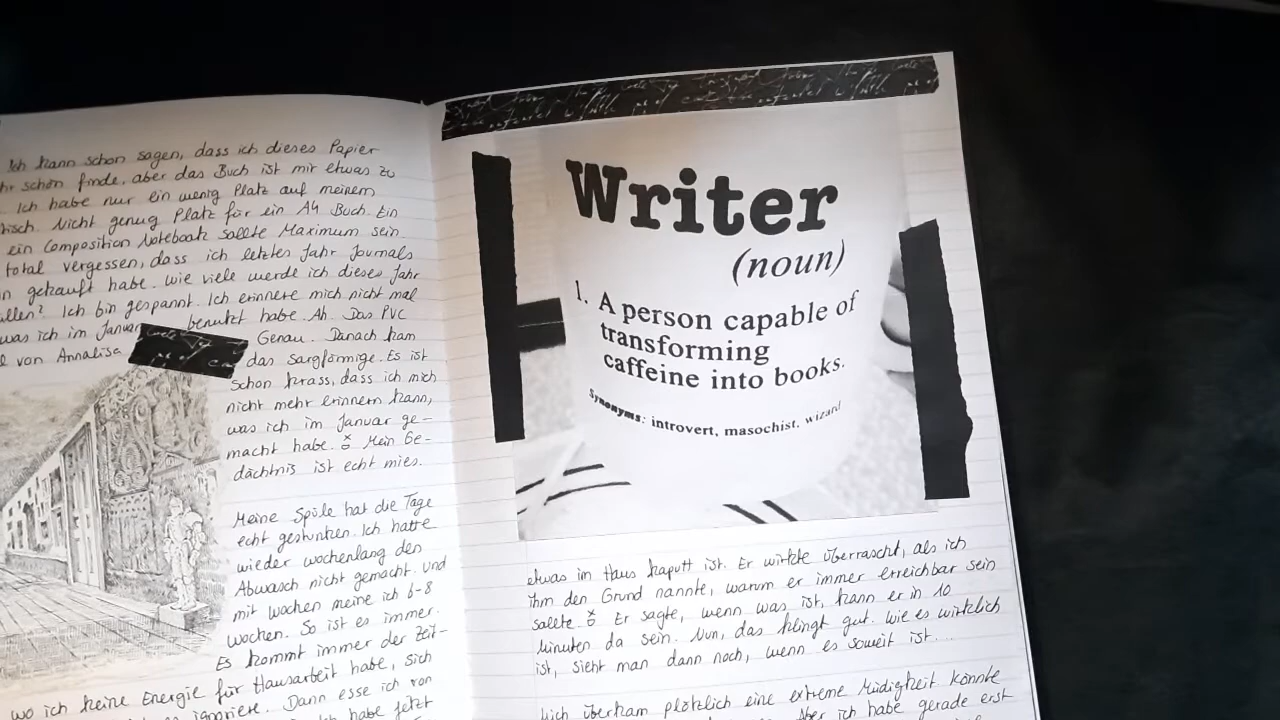 Ich kann schon sagen, dass ich dieses Papier
schön finde, aber das Buch ist mir etwas zu
Ich habe nur ein wenig Platz auf meinem
Nicht genug Platz für ein A4 Buch. Ein
ein Composition Notebook sollte Maximum sein
total vergessen, dass ich letztes Jahr Journals
gekauft habe. Wie viele werde ich dieses Jahr
Ich bin gespannt. Ich erinnere mich nicht mal
was ich im Januar benutzt habe. Ah. Das PVC
von Annalisa Genau. Danach kam
das Sargförmige. Es ist
schon krass, dass ich mich
nicht mehr erinnern kann,
was ich im Januar ge-
macht habe. Mein Ge-
dächtnis ist echt mies.
Meine Spüle hat die Tage
echt gestunken. Ich hatte
wieder wochenlang den
Abwasch nicht gemacht. Und
mit Wochen meine ich 6-8
Wochen. So ist es immer.
Es kommt immer der Zeit-
wo ich keine Energie für Hausarbeit habe, sich
ignoriere. Dann esse ich von
Ich habe jetzt
Writer
(noun)
1. A person capable of
transforming
caffeine into books.
Synonyms: introvert, masochist, wizard
etwas im Haus kaputt ist. Er wirkte überrascht, als ich
ihm den Grund nannte, warum er immer erreichbar sein
sollte. Er sagte, wenn was ist, kann er in 10
Minuten da sein. Nun, das klingt gut. Wie es wirklich
ist, sieht man dann noch, wenn es soweit ist....
Mich überkam plötzlich eine extreme Müdigkeit könnte
Aber ich habe gerade erst